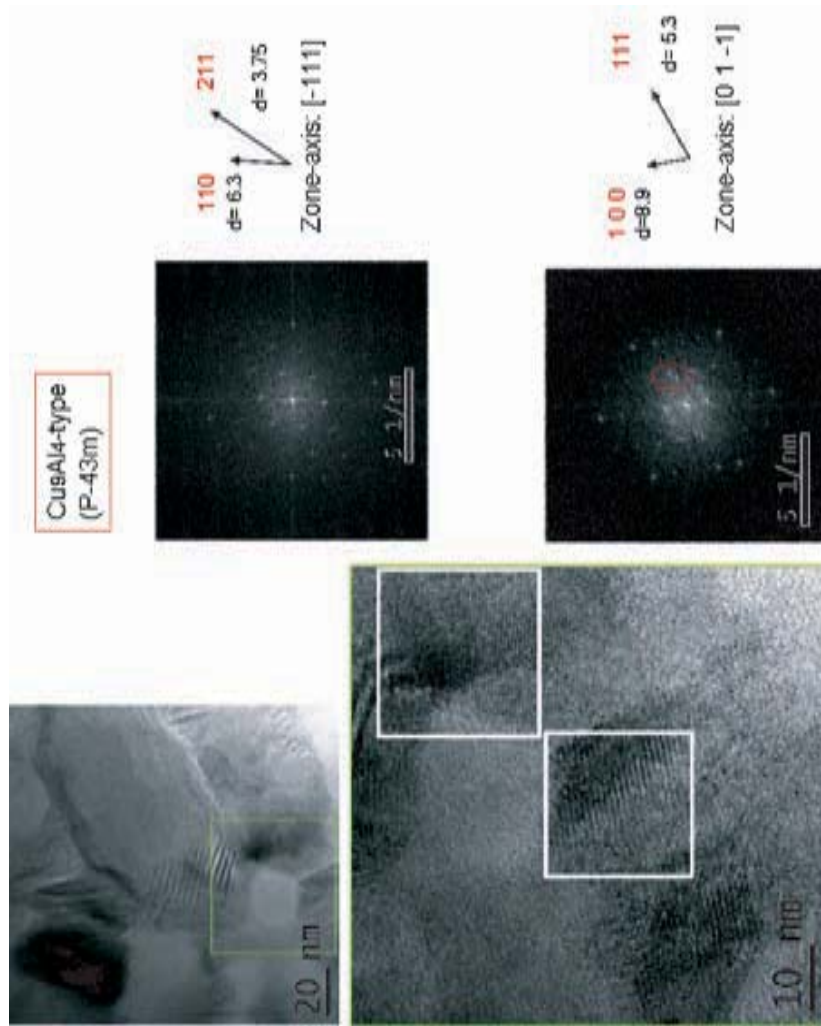 Cu9Al4-type
(P-43m)
20 nm
10 nm
5 1/nm
110
d= 6.3
211
d= 3.75
Zone-axis: [-111]
5 1/nm
1 0 0
d=8.9
111
d= 5.3
Zone-axis: [0 1 -1]